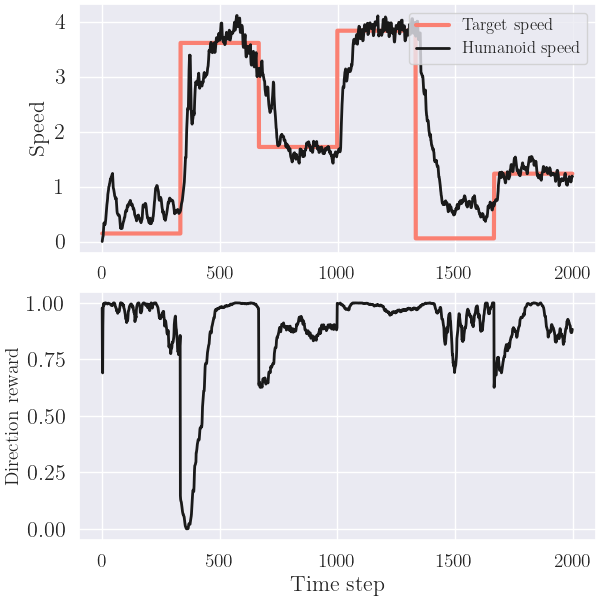 Speed
4
3
2
1
0
Target speed
Humanoid speed
0 500 1000 1500 2000
Direction reward
1.00
0.75
0.50
0.25
0.00
0 500 1000 1500 2000
Time step